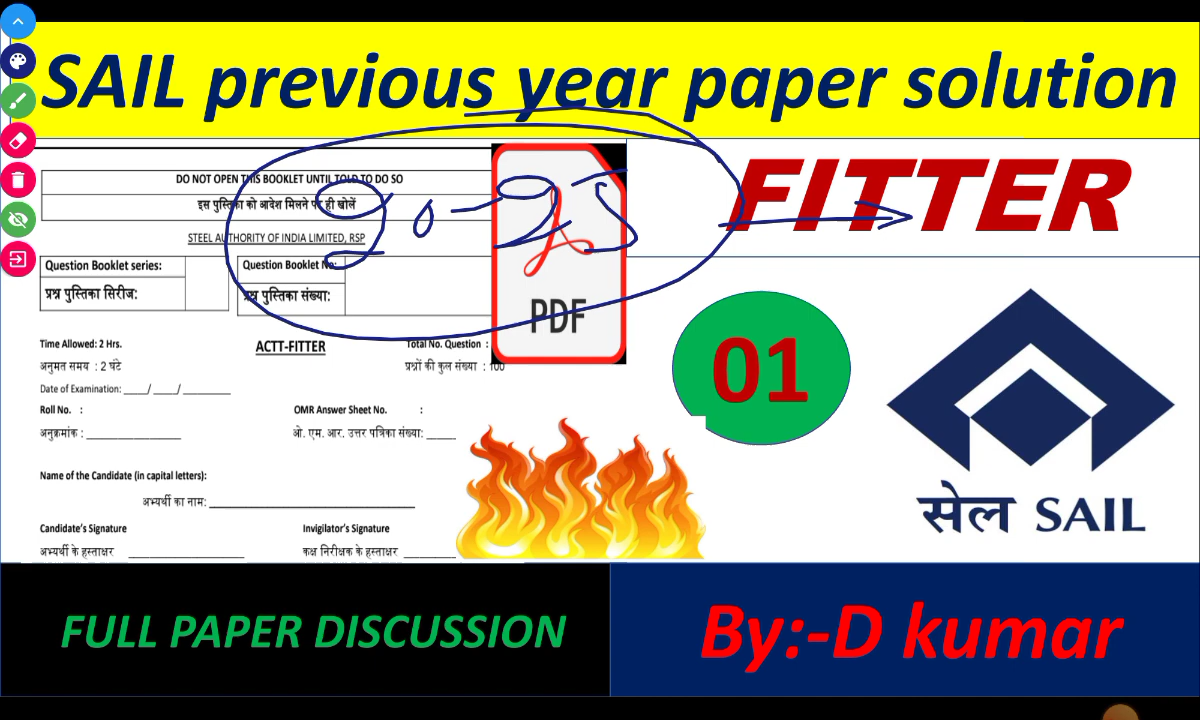 SAIL previous year paper solution
DO NOT OPEN THIS BOOKLET UNTIL TOLD TO DO SO
इस पुस्तिका को आदेश मिलने पर ही खोलें
STEEL AUTHORITY OF INDIA LIMITED, RSP
Question Booklet series:
प्रश्न पुस्तिका सिरीज:
Question Booklet No:
प्रश्न पुस्तिका संख्या:
Time Allowed: 2 Hrs.
अनुमत समय : 2 घंटे
ACTT-FITTER
Total No. Question :
प्रश्नों की कुल संख्या : 100
Date of Examination: ____/ ____/ ________
Roll No. :
अनुक्रमांक : ________________
OMR Answer Sheet No. :
ओ. एम. आर. उत्तर पत्रिका संख्या: _____
Name of the Candidate (in capital letters):
अभ्यर्थी का नाम: ________________
Candidate's Signature
अभ्यर्थी के हस्ताक्षर ________________
Invigilator's Signature
कक्ष निरीक्षक के हस्ताक्षर ________
20-25
PDF
FITTER
01
सेल SAIL
FULL PAPER DISCUSSION
By:-D kumar